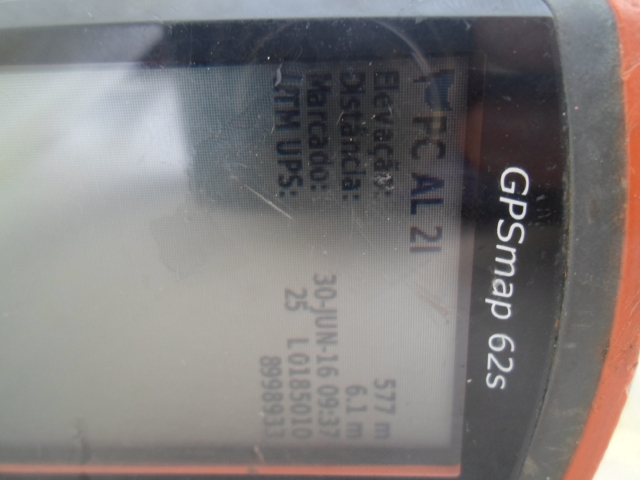 GPSmap 62s
PC AL 21
Elevação: 577 m
Distância: 6.1 m
Marcado: 30-JUN-16 09:37
UTM UPS: 25 L0185010
8998933